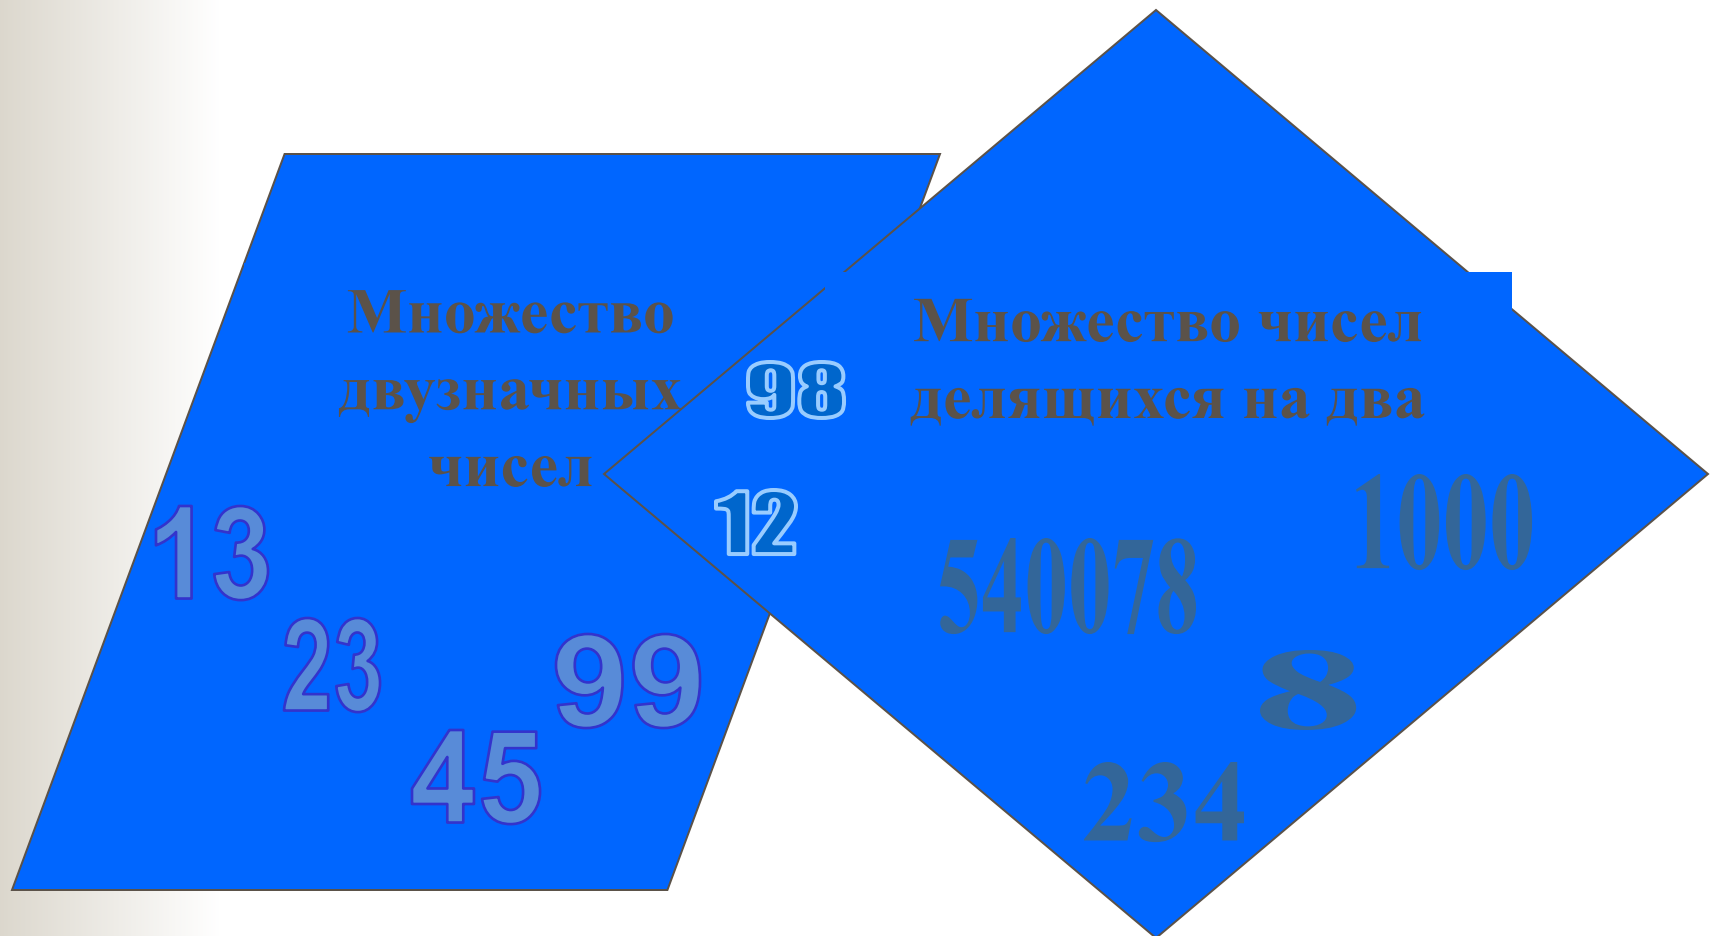 Множество
двузначных
чисел
13
23
45
99
98
12
Множество чисел
делящихся на два
1000
540078
8
234